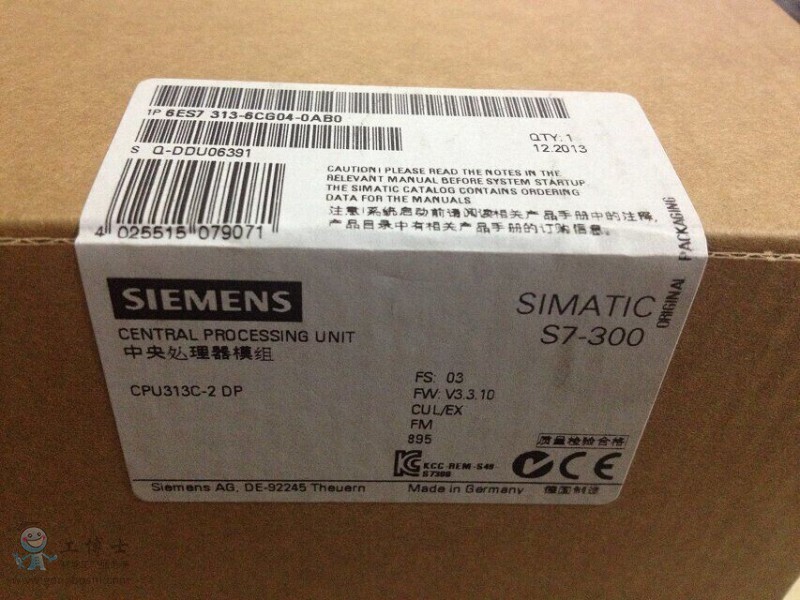 1P 6ES7 313-6CG04-0AB0
S Q-DDU06391
QTY: 1
12.2013
CAUTION! PLEASE READ THE NOTES IN THE
RELEVANT MANUAL BEFORE SYSTEM STARTUP
THE SIMATIC CATALOG CONTAINS ORDERING
DATA FOR THE MANUALS
注意!系统启动前请阅读相关产品手册中的注释,
产品目录中有相关产品手册的订购信息。
4 025515 079071
ORIGINAL PACKAGING
SIEMENS
SIMATIC
S7-300
CENTRAL PROCESSING UNIT
中央处理器模组
CPU313C-2 DP
FS: 03
FW: V3.3.10
CUL/EX
FM
895
质量检验合格
KCC-REM-S49
S7300
CE
Siemens AG, DE-92245 Theuern
Made in Germany
德国制造
工博士